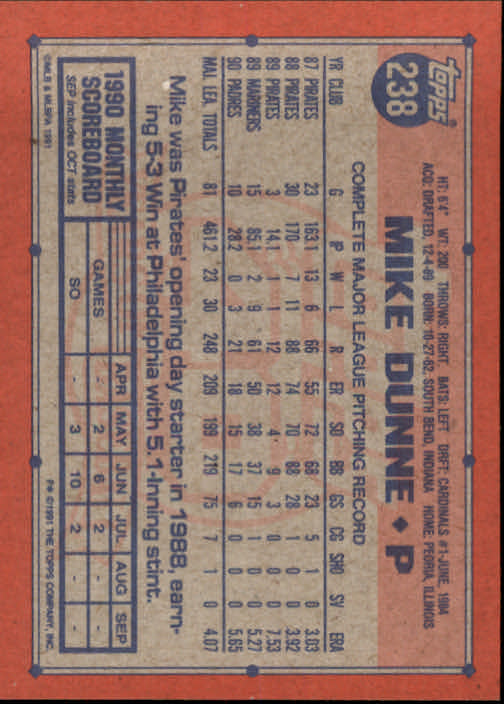 topps
238
HT: 6'4" WT: 200 THROWS: RIGHT BATS: LEFT DRFT: CARDINALS #1-JUNE, 1984
ACQ: DRAFTED, 12-4-89 BORN: 10-27-62, SOUTH BEND, INDIANA HOME: PEORIA, ILLINOIS
MIKE DUNNE ♦ P
COMPLETE MAJOR LEAGUE PITCHING RECORD
YR CLUB G IP W L R ER SO BB GS CG SHO SV ERA
87 PIRATES 23 163.1 13 6 66 55 72 68 23 5 1 0 3.03
88 PIRATES 30 170 7 11 88 74 70 88 28 1 0 0 3.92
89 PIRATES 3 14.1 1 1 12 12 4 9 3 0 0 0 7.53
89 MARINERS 15 85.1 2 9 61 50 38 37 15 1 0 0 5.27
90 PADRES 10 28.2 0 3 21 18 15 17 6 0 0 0 5.65
MAJ. LEA. TOTALS 81 461.2 23 30 248 209 199 219 75 7 1 0 4.07
Mike was Pirates' opening day starter in 1988, earn-
ing 5-3 Win at Philadelphia with 5.1-Inning stint.
1990 MONTHLY
SCOREBOARD
SEP includes OCT stats
APR MAY JUN JUL AUG SEP
GAMES - 2 6 2 - -
SO - 3 10 2 - -
©MLB & MLBPA 1991
P* © 1991 THE TOPPS COMPANY, INC.